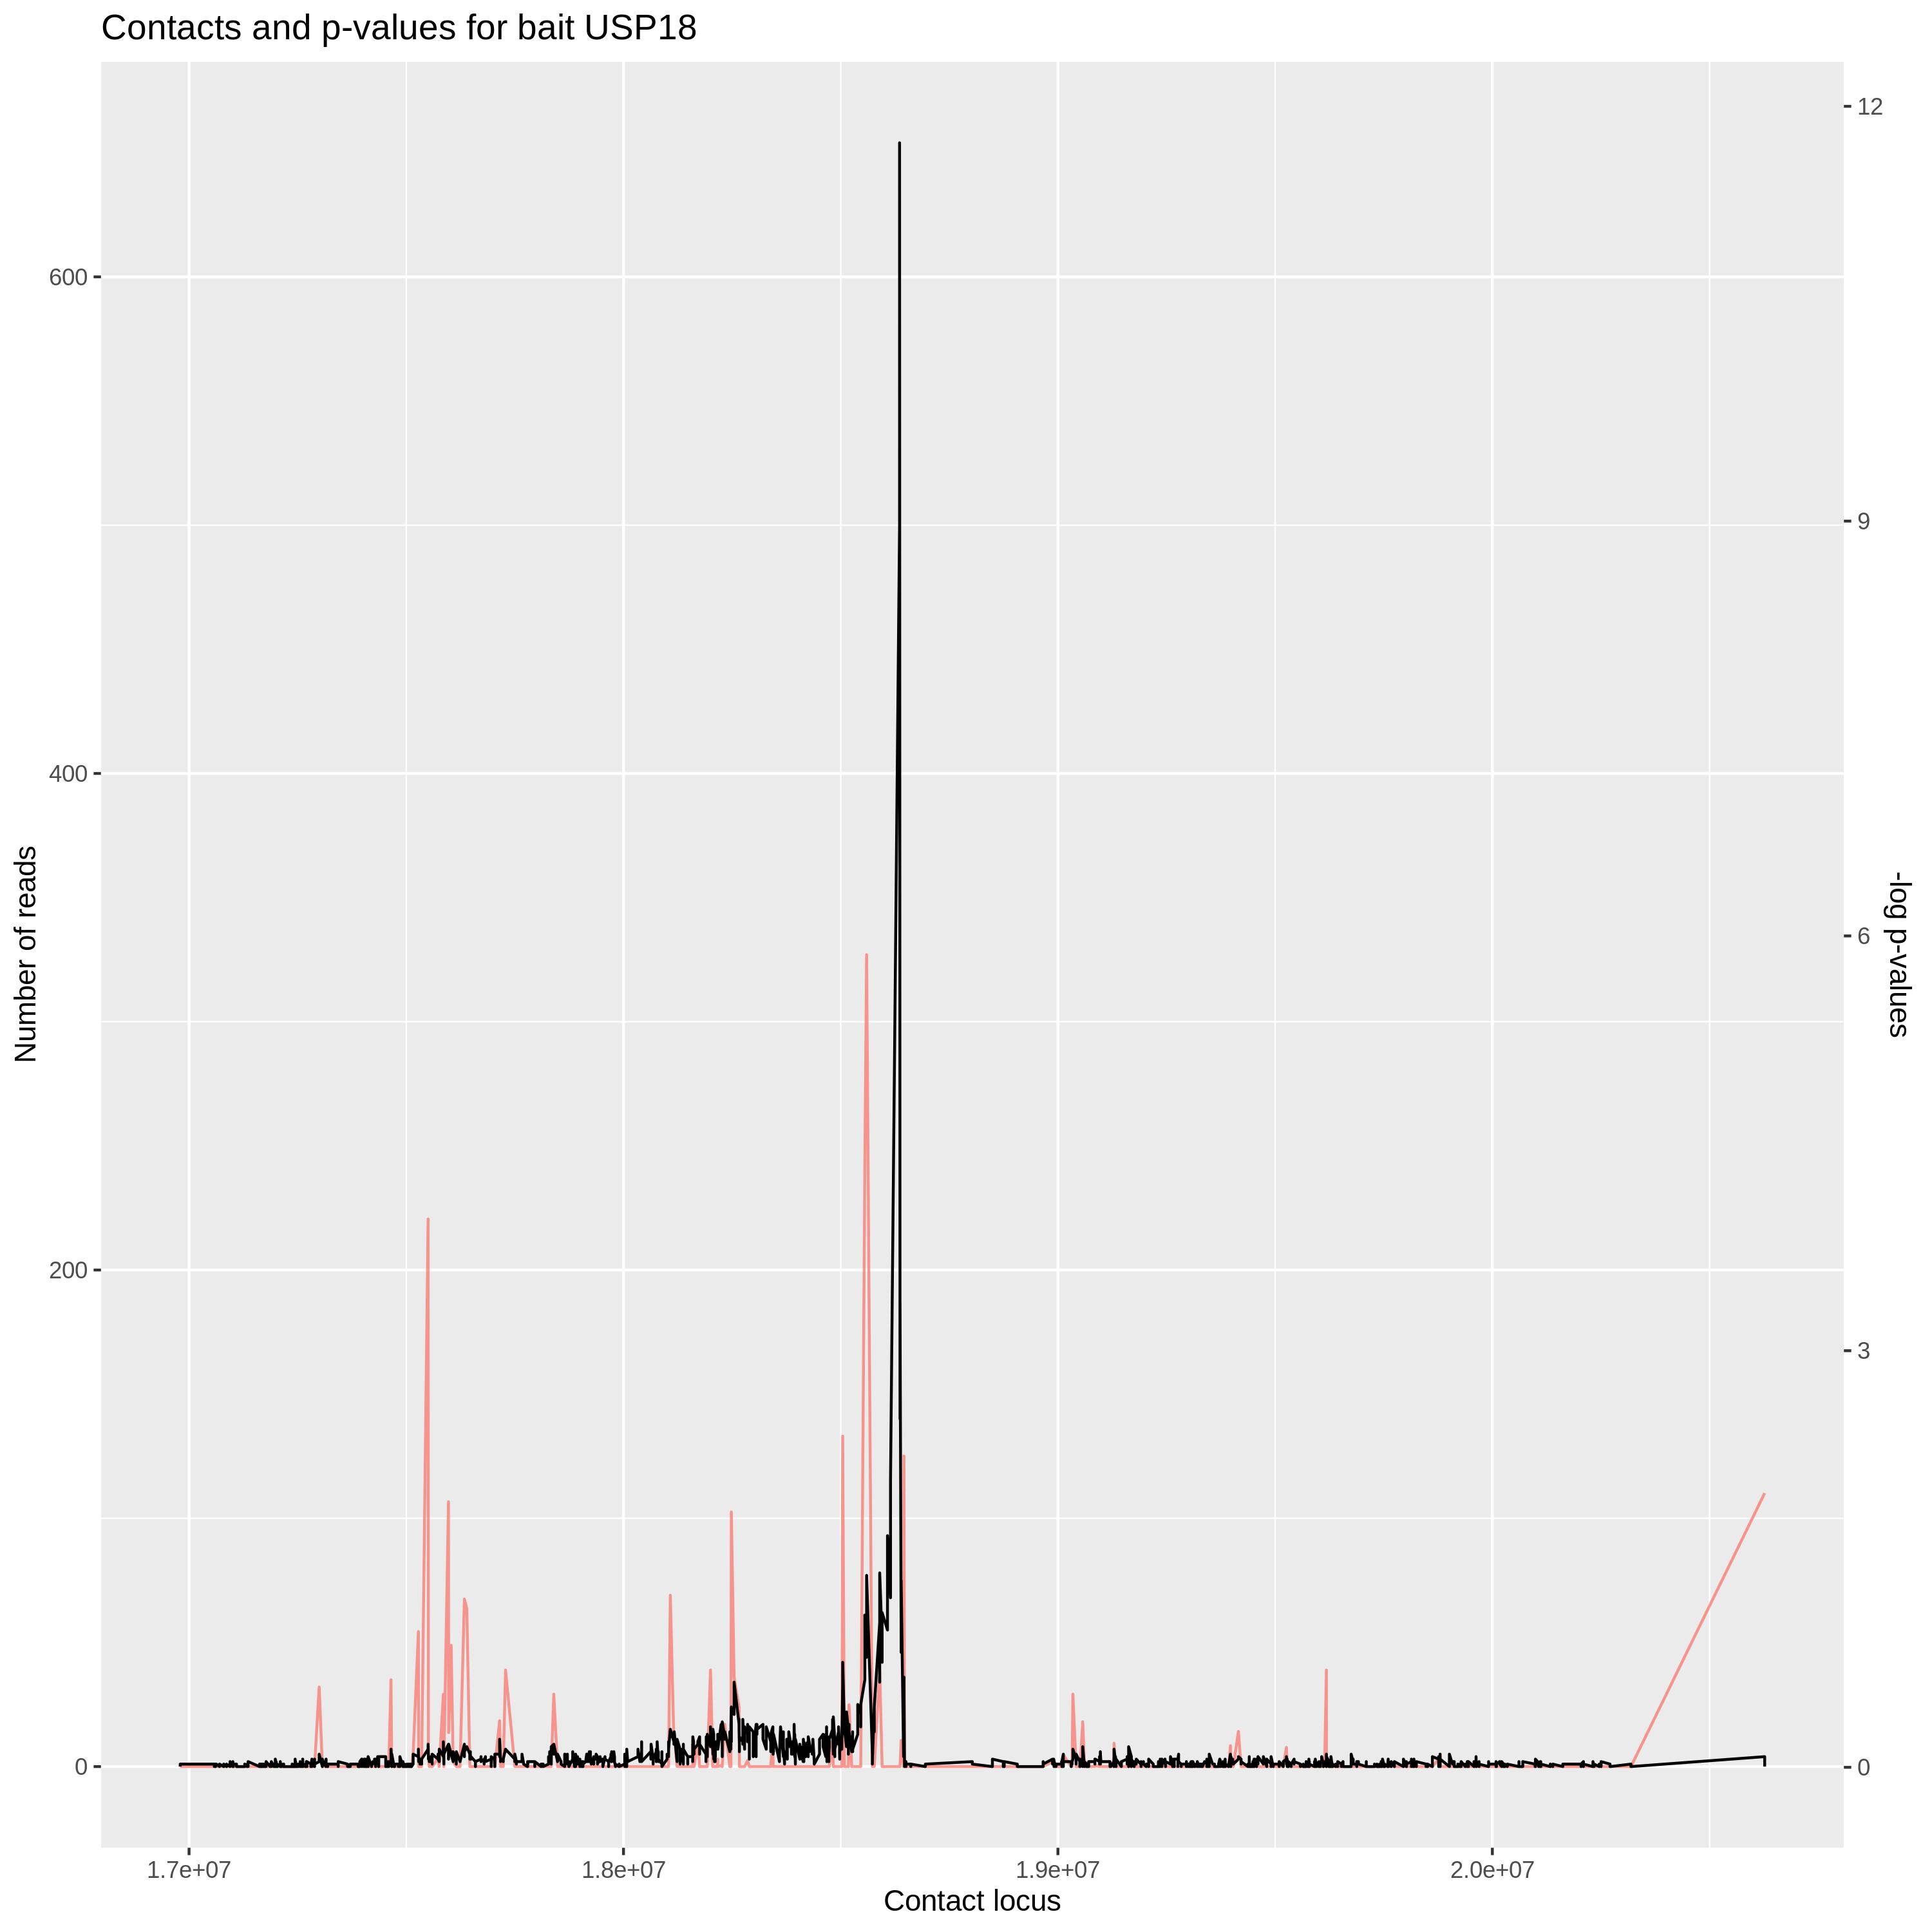 Contacts and p-values for bait USP18
12
600
9
400
Number of reads
-log p-values
6
200
3
0
0
1.7e+07
1.8e+07
1.9e+07
2.0e+07
Contact locus